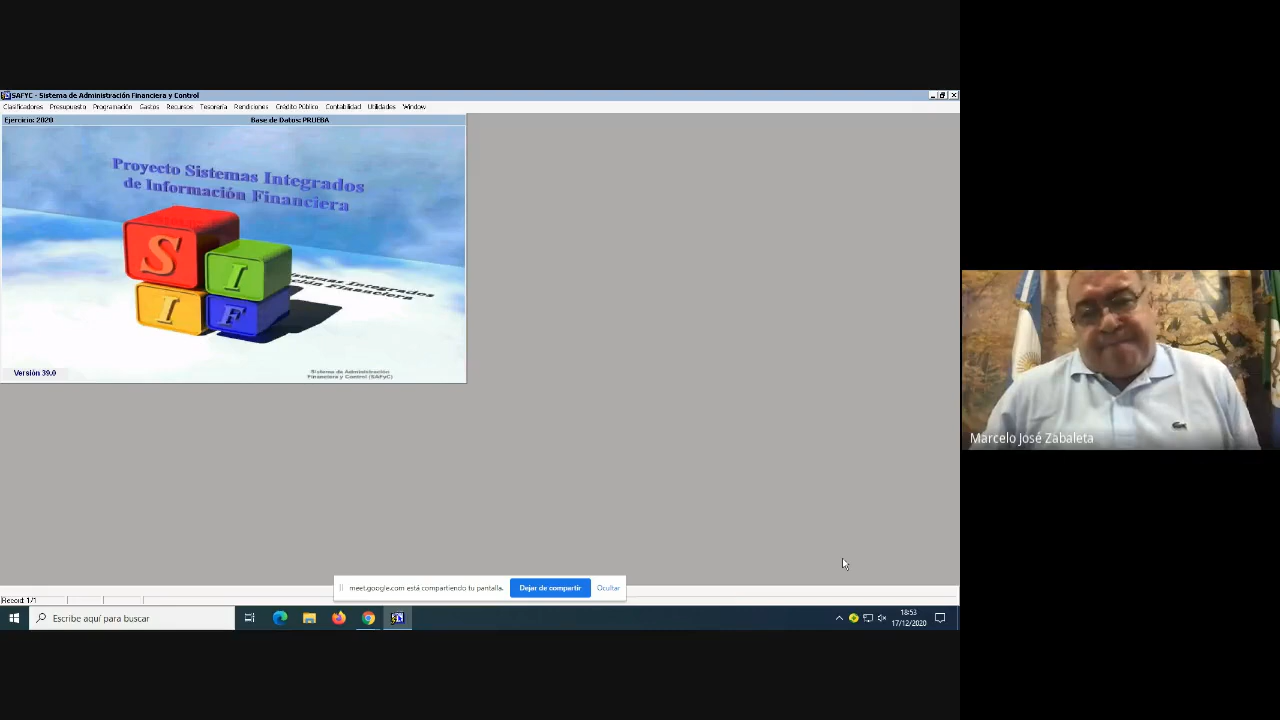 SAFyC - Sistema de Administración Financiera y Control
Clasificadores Presupuesto Programación Gastos Recursos Tesorería Rendiciones Crédito Público Contabilidad Utilidades Window
Ejercicio: 2020 Base de Datos: PRUEBA
Proyecto Sistemas Integrados
de Información Financiera
S
I
I
F
Sistemas Integrados
Financiera
Versión 39.0
Sistema de Administración
Financiera y Control (SAFyC)
Marcelo José Zabaleta
meet.google.com está compartiendo tu pantalla.
Dejar de compartir
Ocultar
Record: 1/1
Escribe aquí para buscar
18:53
17/12/2020